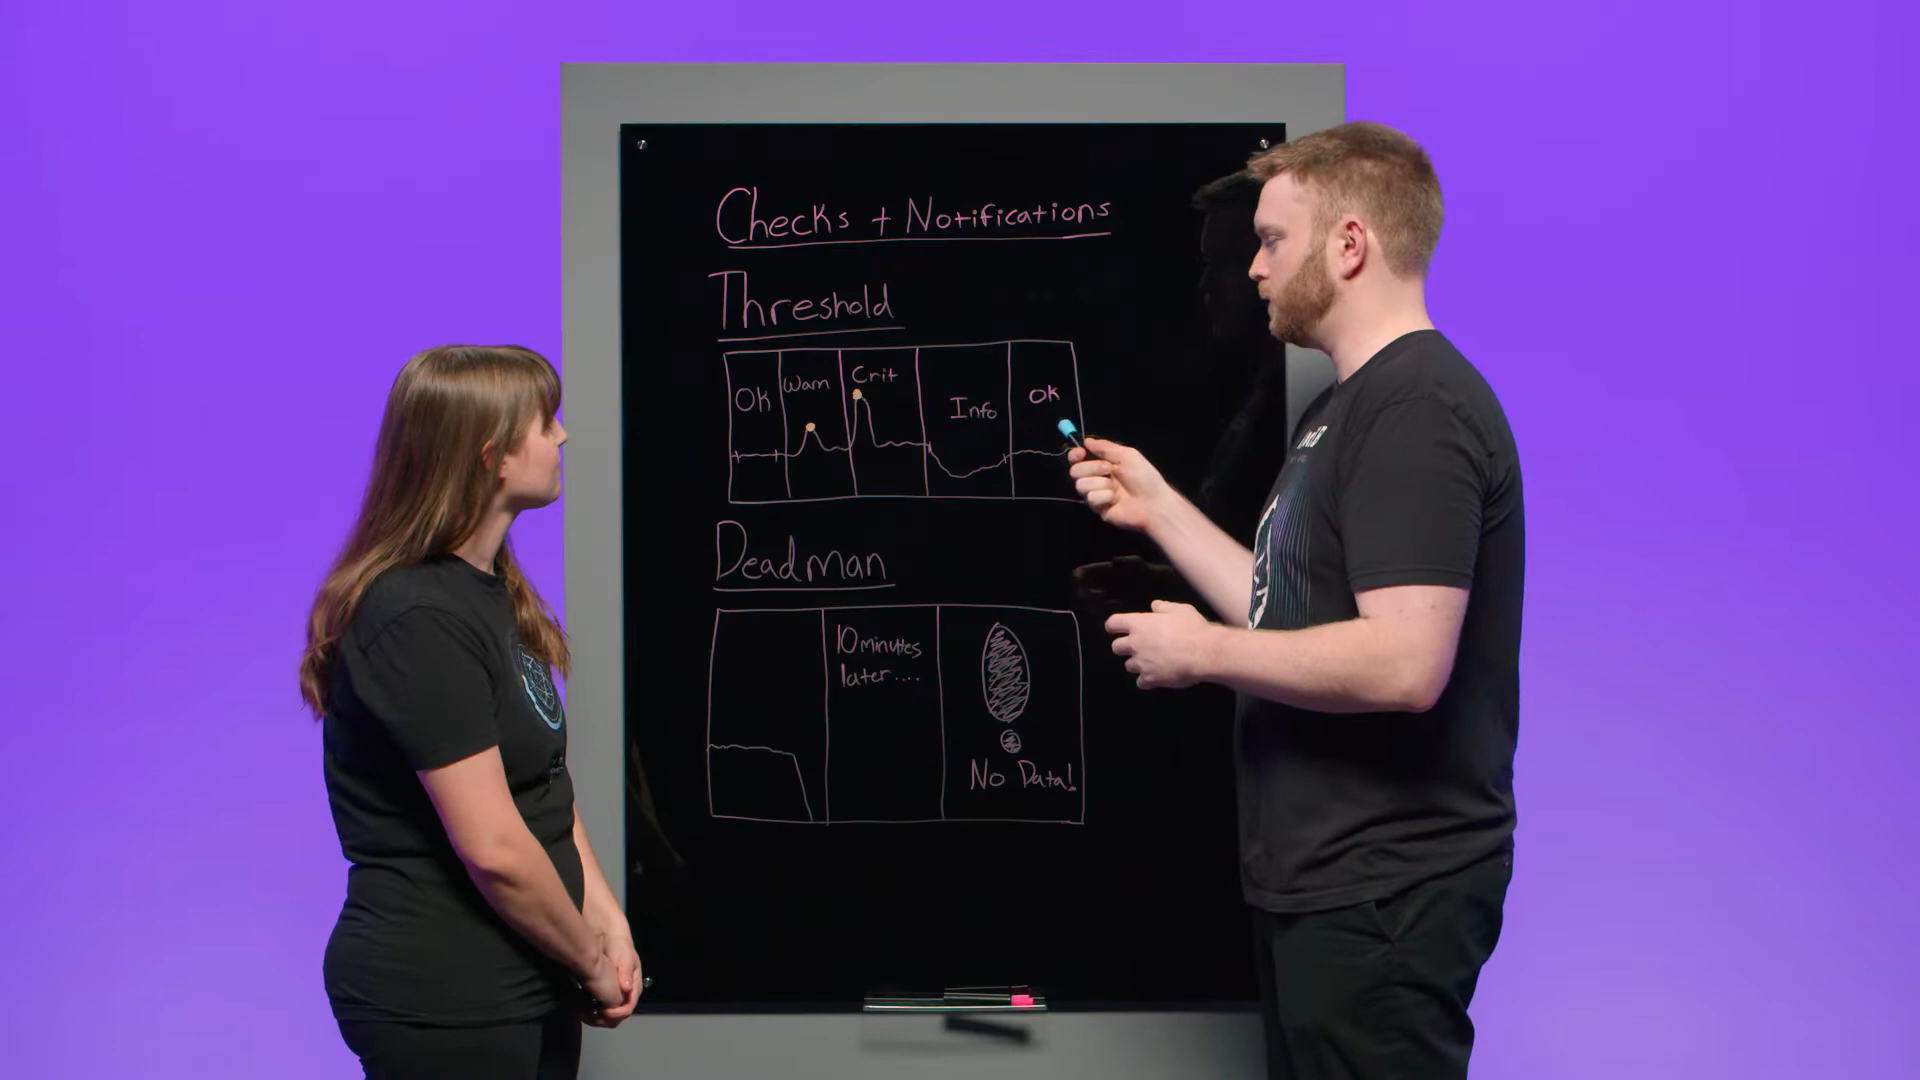 Checks + Notifications
Threshold
Ok
Warn
Crit
Info
Ok
Deadman
10 minutes
later....
No Data!